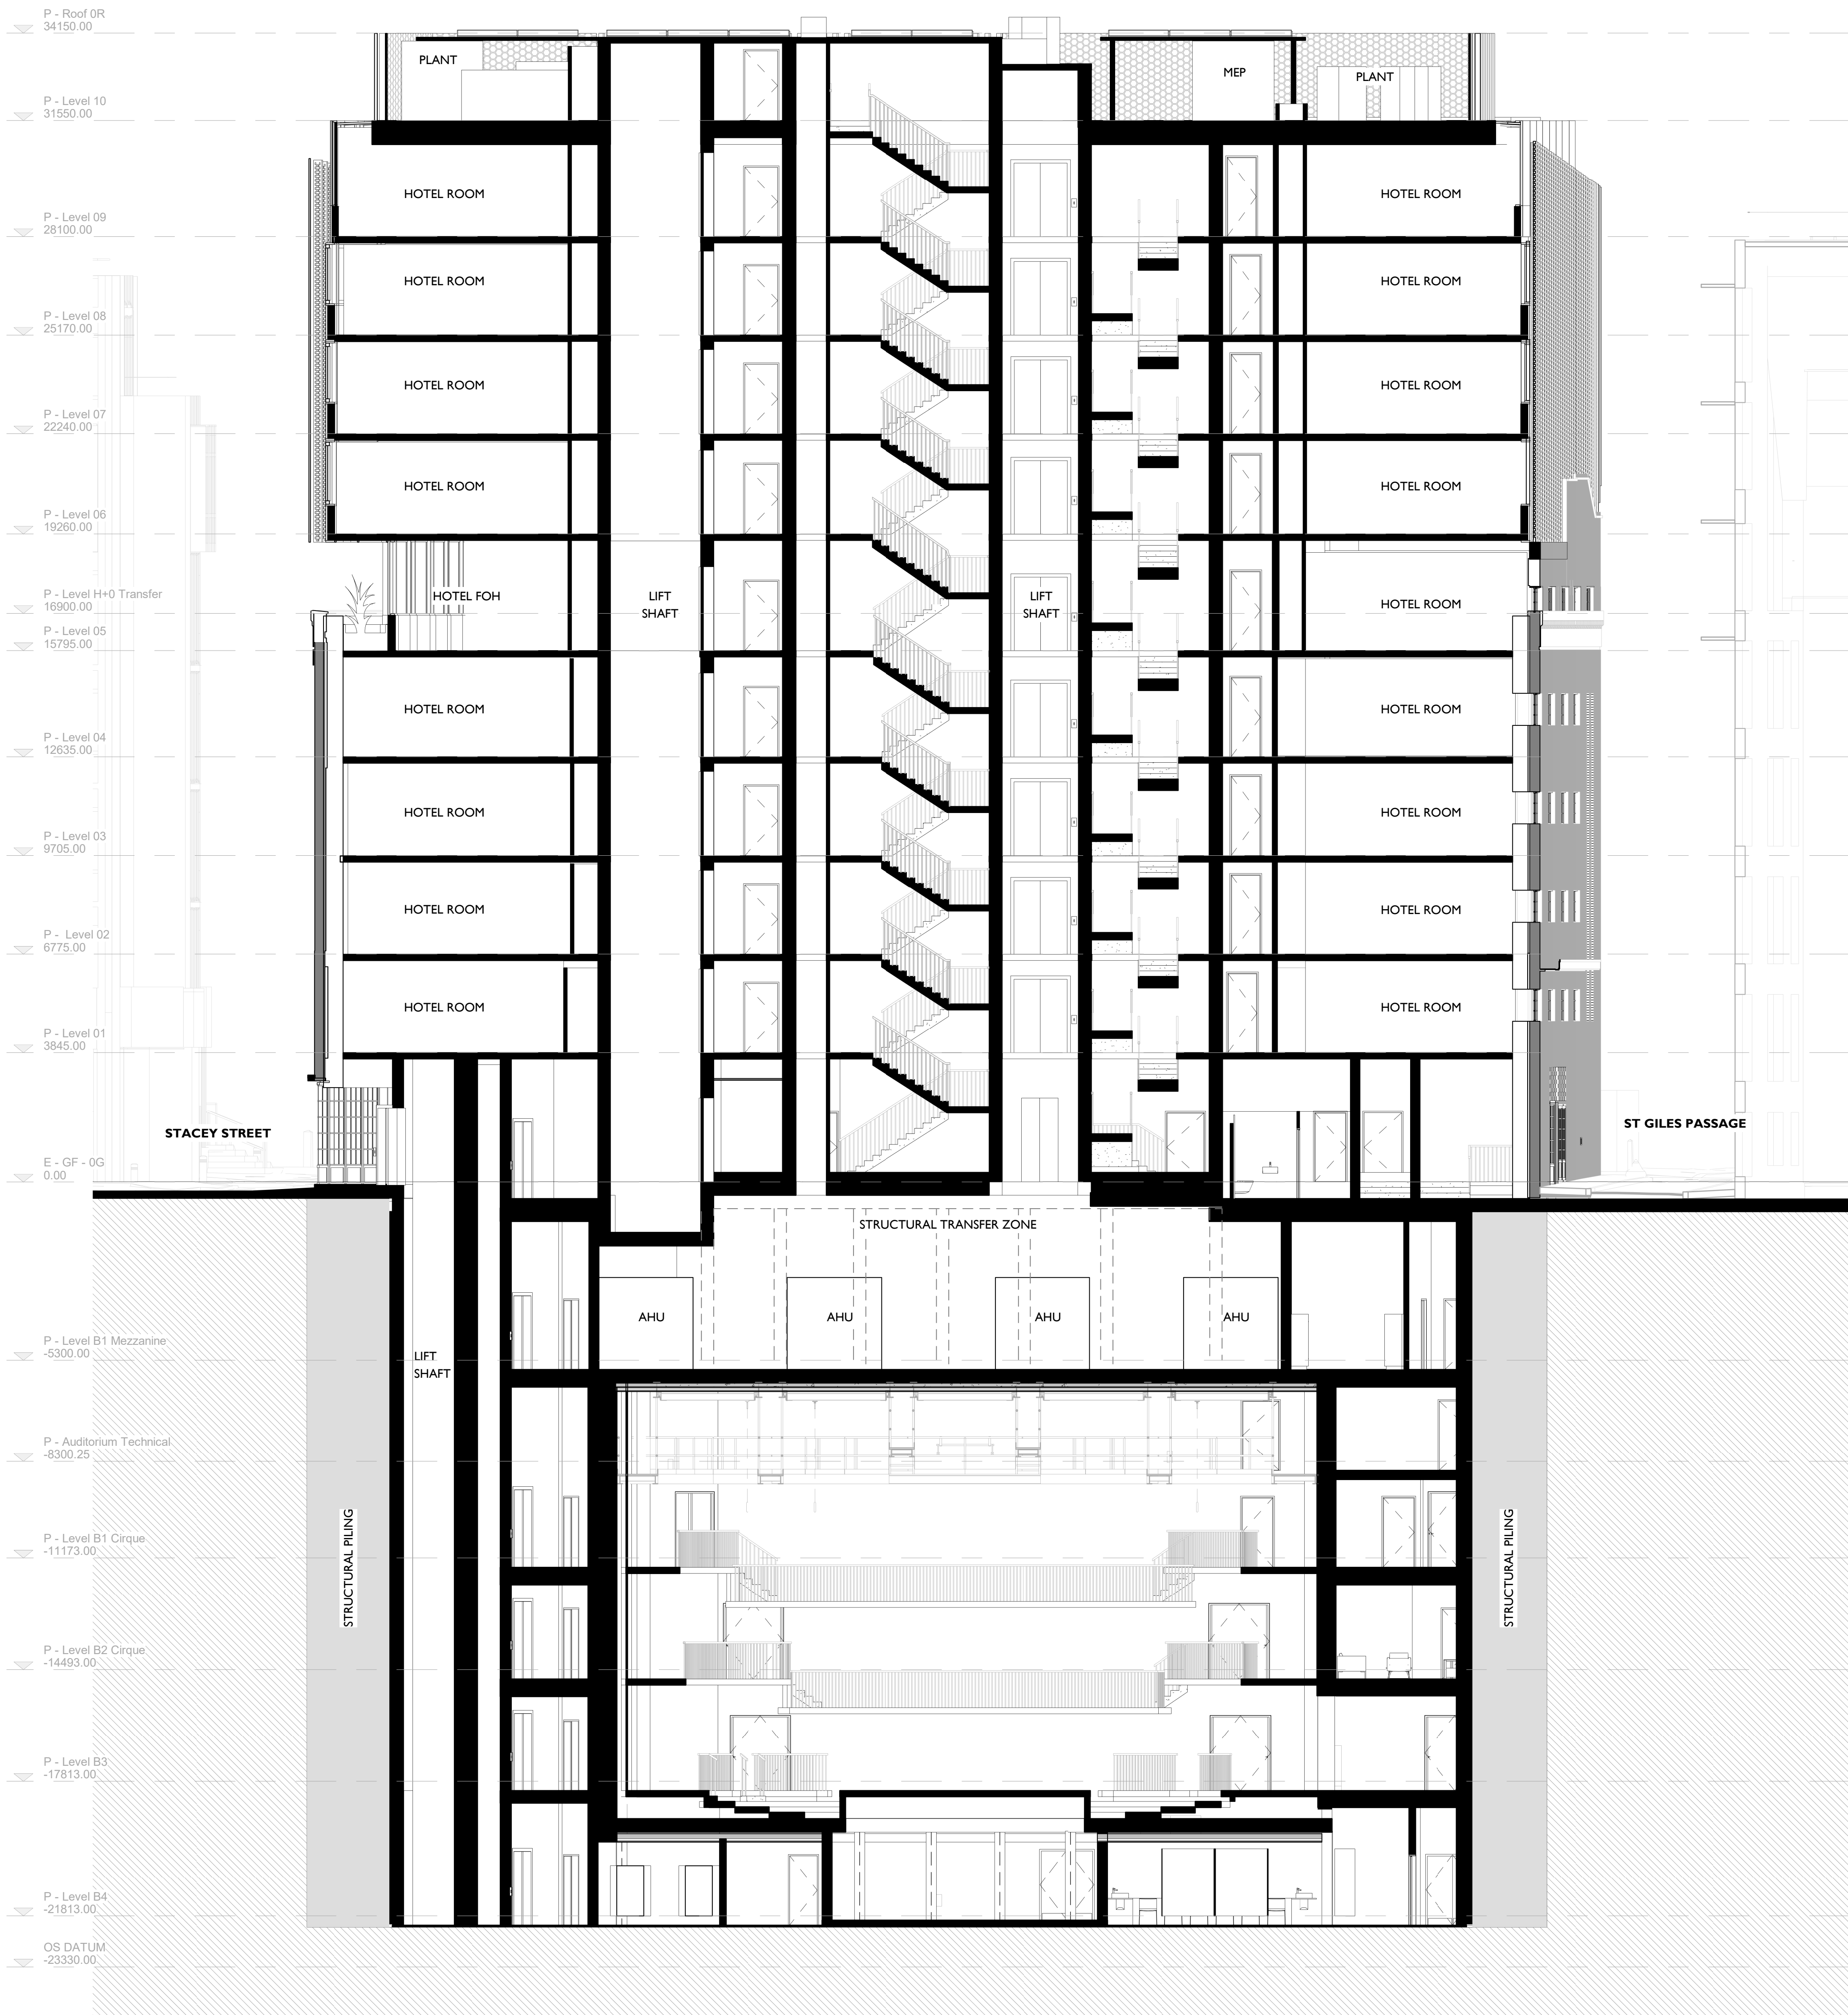 P - Roof 0R
34150.00
PLANT
MEP
PLANT
P - Level 10
31550.00
HOTEL ROOM
HOTEL ROOM
P - Level 09
28100.00
HOTEL ROOM
HOTEL ROOM
P - Level 08
25170.00
HOTEL ROOM
HOTEL ROOM
P - Level 07
22240.00
HOTEL ROOM
HOTEL ROOM
P - Level 06
19260.00
P - Level H+0 Transfer
16900.00
HOTEL FOH
LIFT
SHAFT
LIFT
SHAFT
HOTEL ROOM
P - Level 05
15795.00
HOTEL ROOM
HOTEL ROOM
P - Level 04
12635.00
HOTEL ROOM
HOTEL ROOM
P - Level 03
9705.00
HOTEL ROOM
HOTEL ROOM
P - Level 02
6775.00
HOTEL ROOM
HOTEL ROOM
P - Level 01
3845.00
STACEY STREET
ST GILES PASSAGE
E - GF - 0G
0.00
STRUCTURAL TRANSFER ZONE
AHU
AHU
AHU
AHU
P - Level B1 Mezzanine
-5300.00
LIFT
SHAFT
P - Auditorium Technical
-8300.25
STRUCTURAL PILING
STRUCTURAL PILING
P - Level B1 Cirque
-11173.00
P - Level B2 Cirque
-14493.00
P - Level B3
-17813.00
P - Level B4
-21813.00
OS DATUM
-23330.00